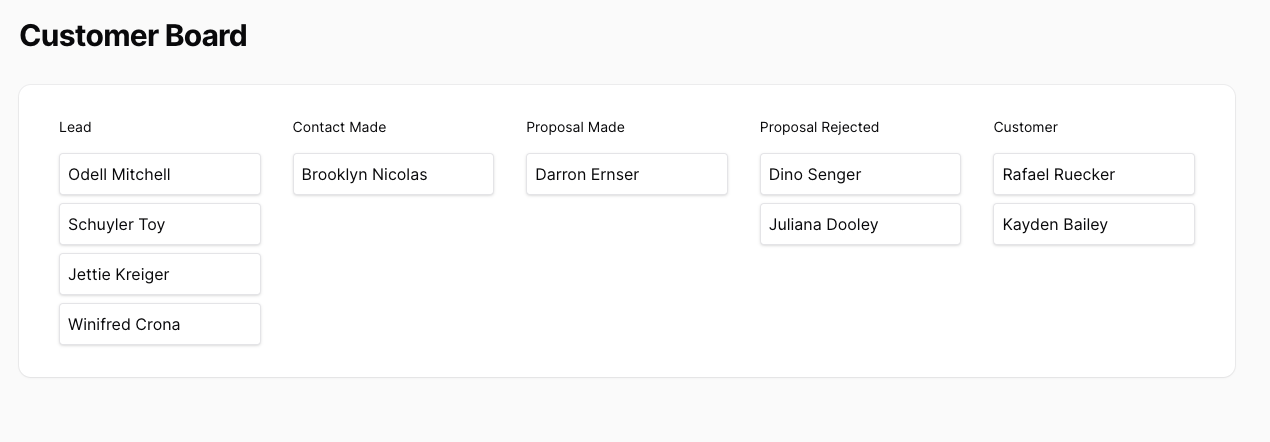 Customer Board
Lead
Odell Mitchell
Schuyler Toy
Jettie Kreiger
Winifred Crona
Contact Made
Brooklyn Nicolas
Proposal Made
Darron Ernser
Proposal Rejected
Dino Senger
Juliana Dooley
Customer
Rafael Ruecker
Kayden Bailey